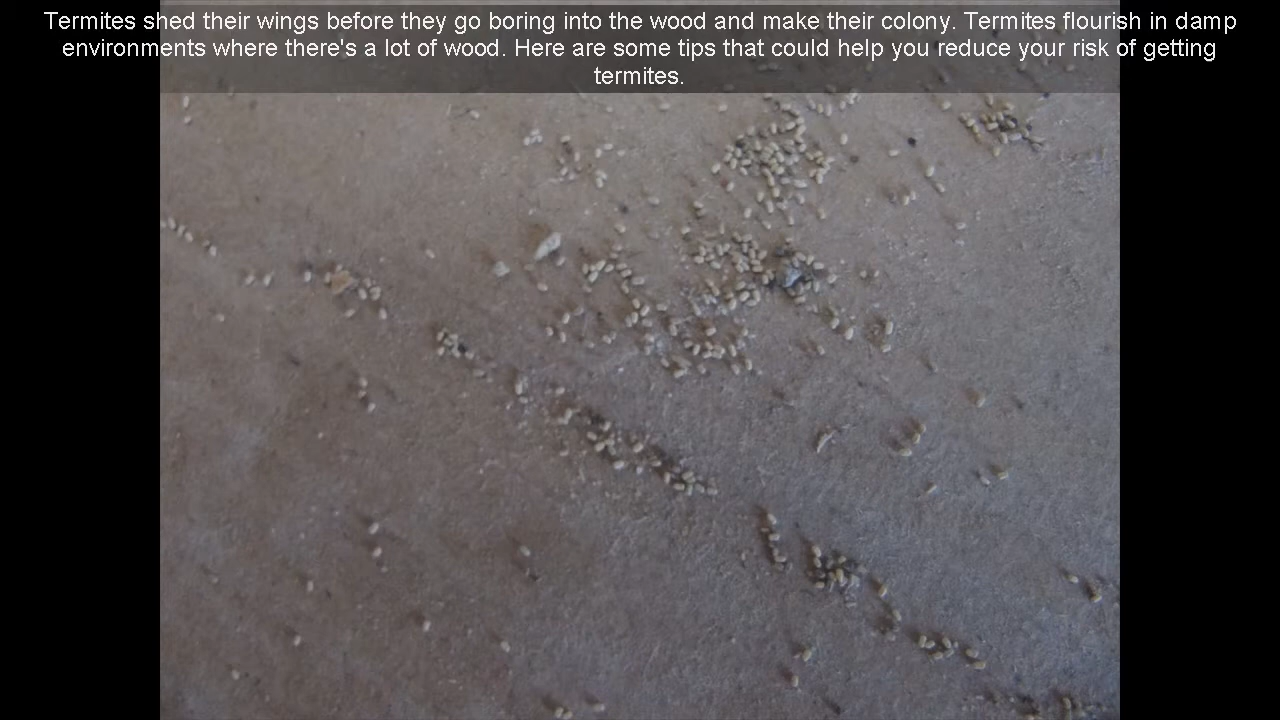 Termites shed their wings before they go boring into the wood and make their colony. Termites flourish in damp
environments where there's a lot of wood. Here are some tips that could help you reduce your risk of getting
termites.